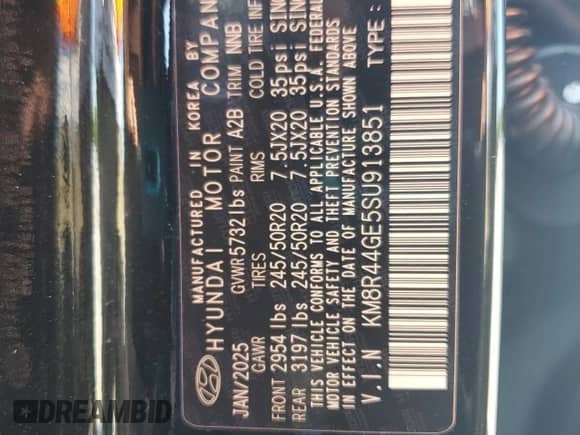 MANUFACTURED IN KOREA BY
HYUNDAI MOTOR COMPAN
JAN/2025 GVWR 5732 lbs PAINT A2B TRIM NNB
GAWR TIRES RIMS COLD TIRE INF
FRONT 2954 lbs 245/50R20 7.5JX20 35psi SING
REAR 3197 lbs 245/50R20 7.5JX20 35psi SING
THIS VEHICLE CONFORMS TO ALL APPLICABLE U.S.A. FEDERAL
MOTOR VEHICLE SAFETY AND THEFT PREVENTION STANDARDS
IN EFFECT ON THE DATE OF MANUFACTURE SHOWN ABOVE
V.I.N KM8R44GE5SU913851 TYPE :
DREAMBID